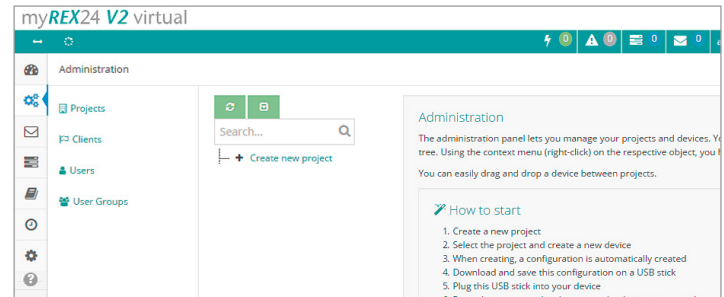 myREX24 V2 virtual
0 0 0 0
Administration
Projects
Clients
Users
User Groups
Search...
Create new project
Administration
The administration panel lets you manage your projects and devices.
tree. Using the context menu (right-click) on the respective object, you
You can easily drag and drop a device between projects.
How to start
1. Create a new project
2. Select the project and create a new device
3. When creating, a configuration is automatically created
4. Download and save this configuration on a USB stick
5. Plug this USB stick into your device